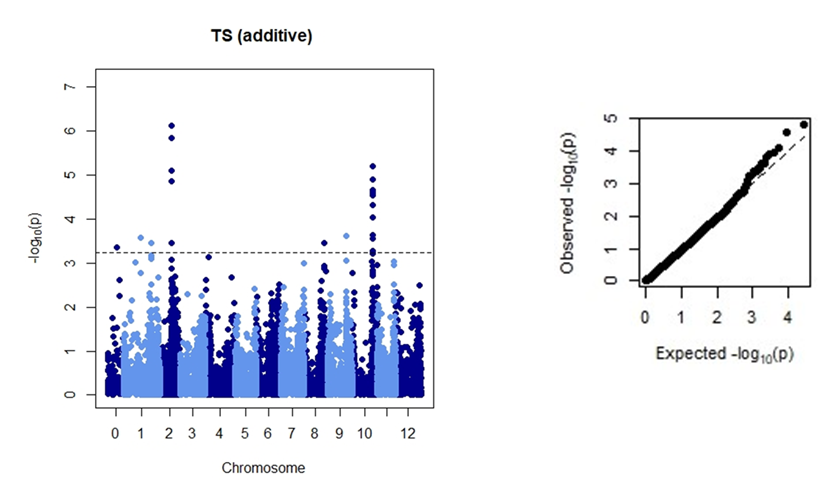 TS (additive)
7
6
5
4
3
2
1
0
-log10(p)
0 1 2 3 4 5 6 7 8 9 10 12
Chromosome
5
4
3
2
1
0
Observed -log10(p)
0 1 2 3 4
Expected -log10(p)